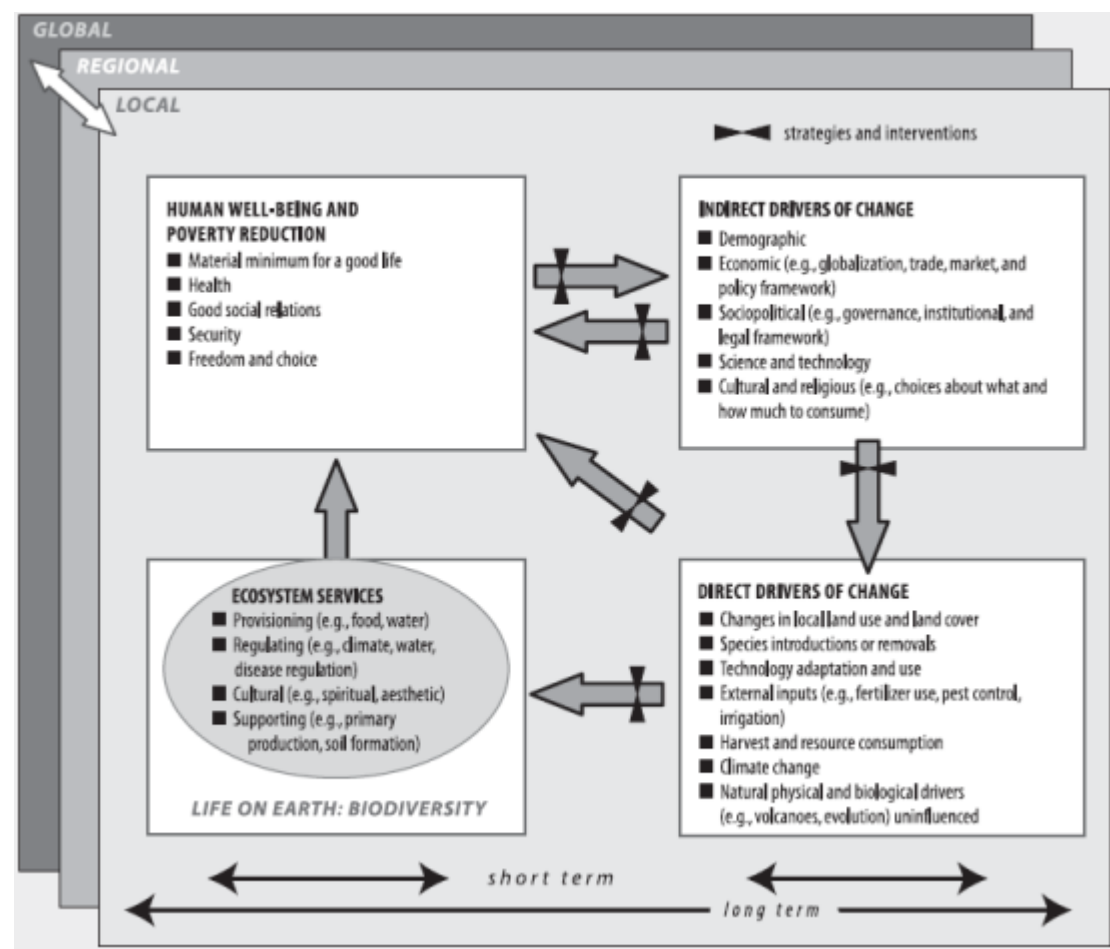 GLOBAL
REGIONAL
LOCAL
strategies and interventions
HUMAN WELL-BEING AND
POVERTY REDUCTION
■ Material minimum for a good life
■ Health
■ Good social relations
■ Security
■ Freedom and choice
INDIRECT DRIVERS OF CHANGE
■ Demographic
■ Economic (e.g., globalization, trade, market, and
policy framework)
■ Sociopolitical (e.g., governance, institutional, and
legal framework)
■ Science and technology
■ Cultural and religious (e.g., choices about what and
how much to consume)
ECOSYSTEM SERVICES
■ Provisioning (e.g., food, water)
■ Regulating (e.g., climate, water,
disease regulation)
■ Cultural (e.g., spiritual, aesthetic)
■ Supporting (e.g., primary
production, soil formation)
LIFE ON EARTH: BIODIVERSITY
DIRECT DRIVERS OF CHANGE
■ Changes in local land use and land cover
■ Species introductions or removals
■ Technology adaptation and use
■ External inputs (e.g., fertilizer use, pest control,
irrigation)
■ Harvest and resource consumption
■ Climate change
■ Natural physical and biological drivers
(e.g., volcanoes, evolution) uninfluenced
short term
long term